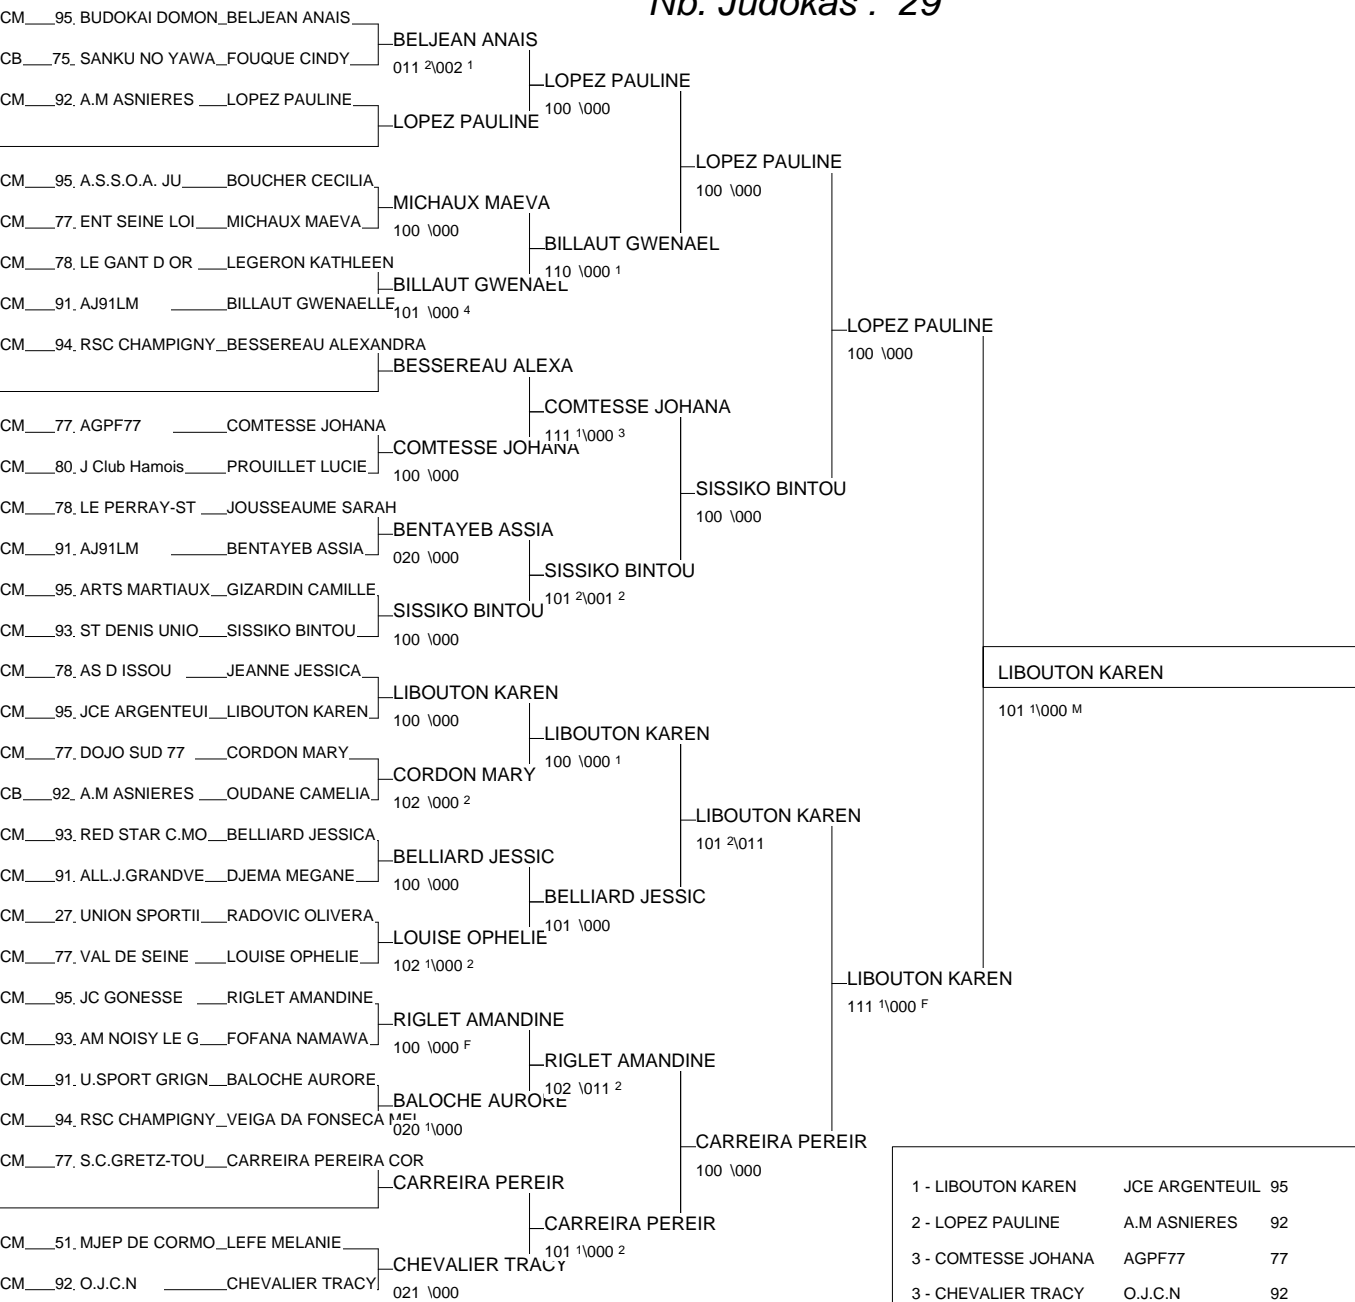 Nb. Judokas : 29
CM 95 BUDOKAI DOMON BELJEAN ANAIS
BELJEAN ANAIS
CB 75 SANKU NO YAWA FOUQUE CINDY
011 2\002 1
LOPEZ PAULINE
CM 92 A.M ASNIERES LOPEZ PAULINE
100 \000
LOPEZ PAULINE
LOPEZ PAULINE
CM 95 A.S.S.O.A. JU BOUCHER CECILIA
100 \000
MICHAUX MAEVA
CM 77 ENT SEINE LOI MICHAUX MAEVA
100 \000
BILLAUT GWENAEL
CM 78 LE GANT D OR LEGERON KATHLEEN
110 \000 1
BILLAUT GWENAEL
CM 91 AJ91LM BILLAUT GWENAELLE
101 \000 4
LOPEZ PAULINE
CM 94 RSC CHAMPIGNY BESSEREAU ALEXANDRA
100 \000
BESSEREAU ALEXA
COMTESSE JOHANA
CM 77 AGPF77 COMTESSE JOHANA
111 1\000 3
COMTESSE JOHANA
CM 80 J Club Hamois PROUILLET LUCIE
100 \000
SISSIKO BINTOU
CM 78 LE PERRAY-ST JOUSSEAUME SARAH
100 \000
BENTAYEB ASSIA
CM 91 AJ91LM BENTAYEB ASSIA
020 \000
SISSIKO BINTOU
CM 95 ARTS MARTIAUX GIZARDIN CAMILLE
101 2\001 2
SISSIKO BINTOU
CM 93 ST DENIS UNIO SISSIKO BINTOU
100 \000
CM 78 AS D ISSOU JEANNE JESSICA
LIBOUTON KAREN
LIBOUTON KAREN
CM 95 JCE ARGENTEUI LIBOUTON KAREN
101 1\000 M
100 \000
LIBOUTON KAREN
CM 77 DOJO SUD 77 CORDON MARY
100 \000 1
CORDON MARY
CB 92 A.M ASNIERES OUDANE CAMELIA
102 \000 2
LIBOUTON KAREN
CM 93 RED STAR C.MO BELLIARD JESSICA
101 2\011
BELLIARD JESSIC
CM 91 ALL.J.GRANDVE DJEMA MEGANE
100 \000
BELLIARD JESSIC
CM 27 UNION SPORTII RADOVIC OLIVERA
101 \000
LOUISE OPHELIE
CM 77 VAL DE SEINE LOUISE OPHELIE
102 1\000 2
LIBOUTON KAREN
CM 95 JC GONESSE RIGLET AMANDINE
111 1\000 F
RIGLET AMANDINE
CM 93 AM NOISY LE G FOFANA NAMAWA
100 \000 F
RIGLET AMANDINE
CM 91 U.SPORT GRIGN BALOCHE AURORE
102 \011 2
BALOCHE AURORE
CM 94 RSC CHAMPIGNY VEIGA DA FONSECA MEL
020 1\000
CARREIRA PEREIR
CM 77 S.C.GRETZ-TOU CARREIRA PEREIRA COR
100 \000
CARREIRA PEREIR
1 - LIBOUTON KAREN JCE ARGENTEUIL 95
CARREIRA PEREIR
2 - LOPEZ PAULINE A.M ASNIERES 92
CM 51 MJEP DE CORMO LEFE MELANIE
101 1\000 2
3 - COMTESSE JOHANA AGPF77 77
CHEVALIER TRACY
CM 92 O.J.C.N CHEVALIER TRACY
021 \000
3 - CHEVALIER TRACY O.J.C.N 92